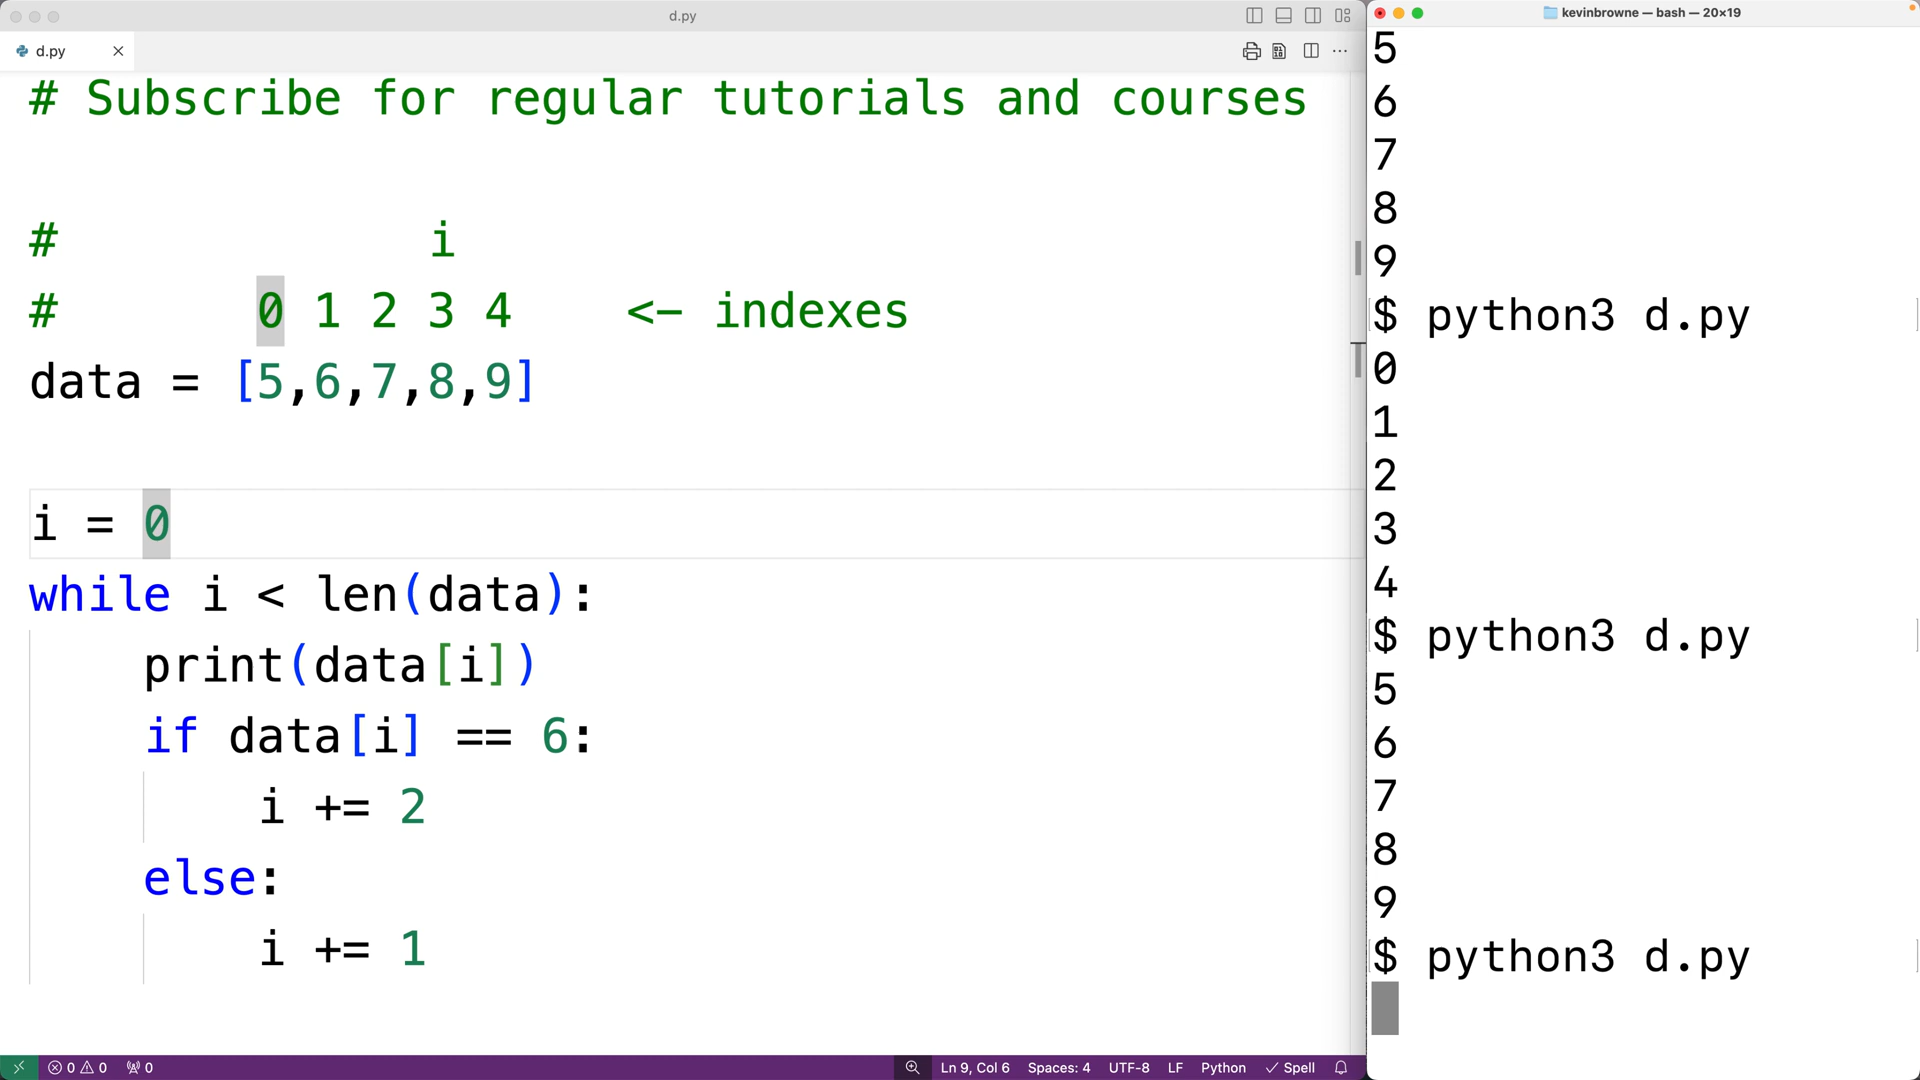 d.py
d.py
# Subscribe for regular tutorials and courses
# i
# 0 1 2 3 4 <- indexes
data = [5,6,7,8,9]
i = 0
while i < len(data):
print(data[i])
if data[i] == 6:
i += 2
else:
i += 1
0 0 0
Ln 9, Col 6 Spaces: 4 UTF-8 LF Python Spell
kevinbrowne — bash — 20×19
5
6
7
8
9
$ python3 d.py
0
1
2
3
4
$ python3 d.py
5
6
7
8
9
$ python3 d.py